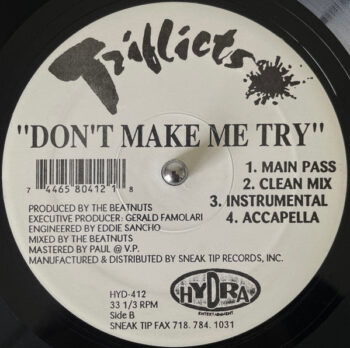 Triflicts
"DON'T MAKE ME TRY"
7 44658 04121 8
1. MAIN PASS
2. CLEAN MIX
3. INSTRUMENTAL
4. ACCAPELLA
PRODUCED BY THE BEATNUTS
EXECUTIVE PRODUCER: GERALD FAMOLARI
ENGINEERED BY EDDIE SANCHO
MIXED BY THE BEATNUTS
MASTERED BY PAUL @ V.P.
MANUFACTURED & DISTRIBUTED BY SNEAK TIP RECORDS, INC.
HYD-412
33 1/3 RPM
Side B
SNEAK TIP FAX 718. 784. 1031
HYDRA
ENTERTAINMENT